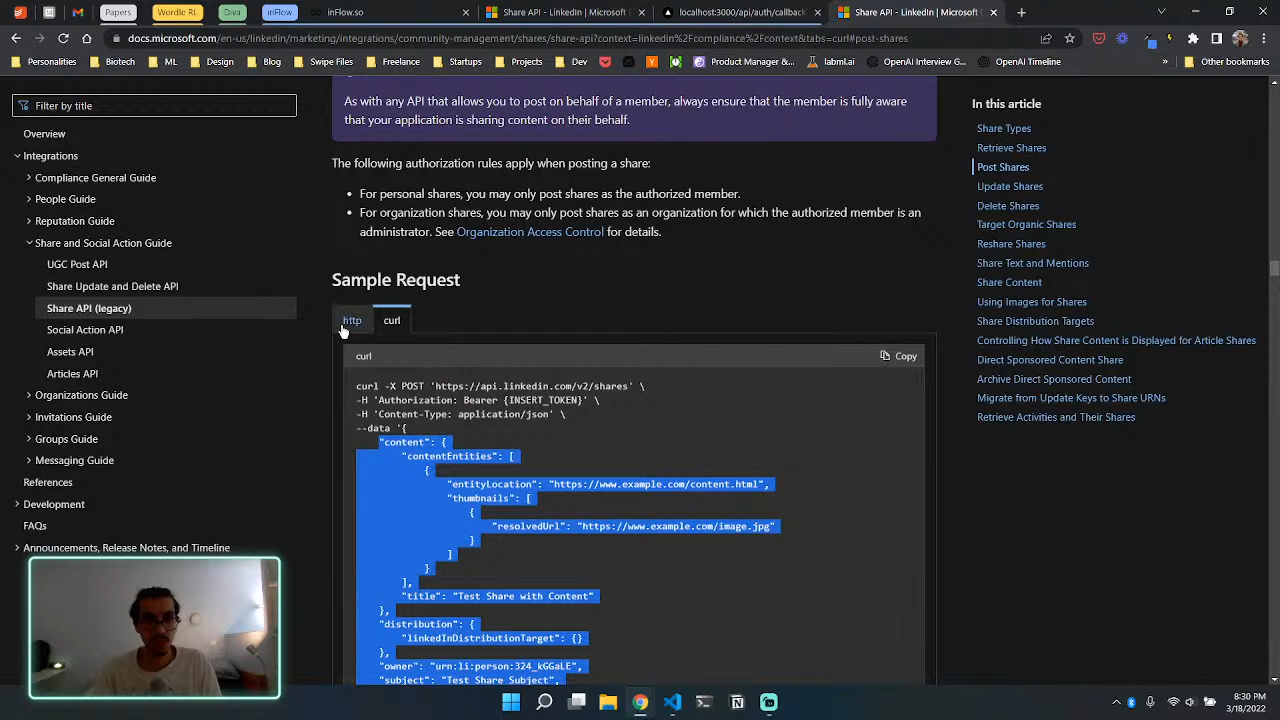 Papers
Wordle RL
Diva
inFlow
inFlow.so
Share API - LinkedIn | Microsoft D
localhost:3000/api/auth/callback
Share API - LinkedIn | Microsoft D
docs.microsoft.com/en-us/linkedin/marketing/integrations/community-management/shares/share-api?context=linkedin%2Fcompliance%2Fcontext&tabs=curl#post-shares
Personalities
Biotech
ML
Design
Blog
Swipe Files
Freelance
Startups
Projects
Dev
Product Manageme...
labmLai
OpenAI Interview G...
OpenAI Timeline
Other bookmarks
Filter by title
Overview
Integrations
Compliance General Guide
People Guide
Reputation Guide
Share and Social Action Guide
UGC Post API
Share Update and Delete API
Share API (legacy)
Social Action API
Assets API
Articles API
Organizations Guide
Invitations Guide
Groups Guide
Messaging Guide
References
Development
FAQs
Announcements, Release Notes, and Timeline
As with any API that allows you to post on behalf of a member, always ensure that the member is fully aware
that your application is sharing content on their behalf.
The following authorization rules apply when posting a share:
• For personal shares, you may only post shares as the authorized member.
• For organization shares, you may only post shares as an organization for which the authorized member is an
administrator. See Organization Access Control for details.
Sample Request
http
curl
curl
Copy
curl -X POST 'https://api.linkedin.com/v2/shares' \
-H 'Authorization: Bearer {INSERT_TOKEN}' \
-H 'Content-Type: application/json' \
--data '{
"content": {
"contentEntities": [
{
"entityLocation": "https://www.example.com/content.html",
"thumbnails": [
{
"resolvedUrl": "https://www.example.com/image.jpg"
}
]
}
],
"title": "Test Share with Content"
},
"distribution": {
"linkedInDistributionTarget": {}
},
"owner": "urn:li:person:324_kGGaLE",
"subject": "Test Share Subject",
In this article
Share Types
Retrieve Shares
Post Shares
Update Shares
Delete Shares
Target Organic Shares
Reshare Shares
Share Text and Mentions
Share Content
Using Images for Shares
Share Distribution Targets
Controlling How Share Content is Displayed for Article Shares
Direct Sponsored Content Share
Archive Direct Sponsored Content
Migrate from Update Keys to Share URNs
Retrieve Activities and Their Shares
8:30 PM
3/18/2022